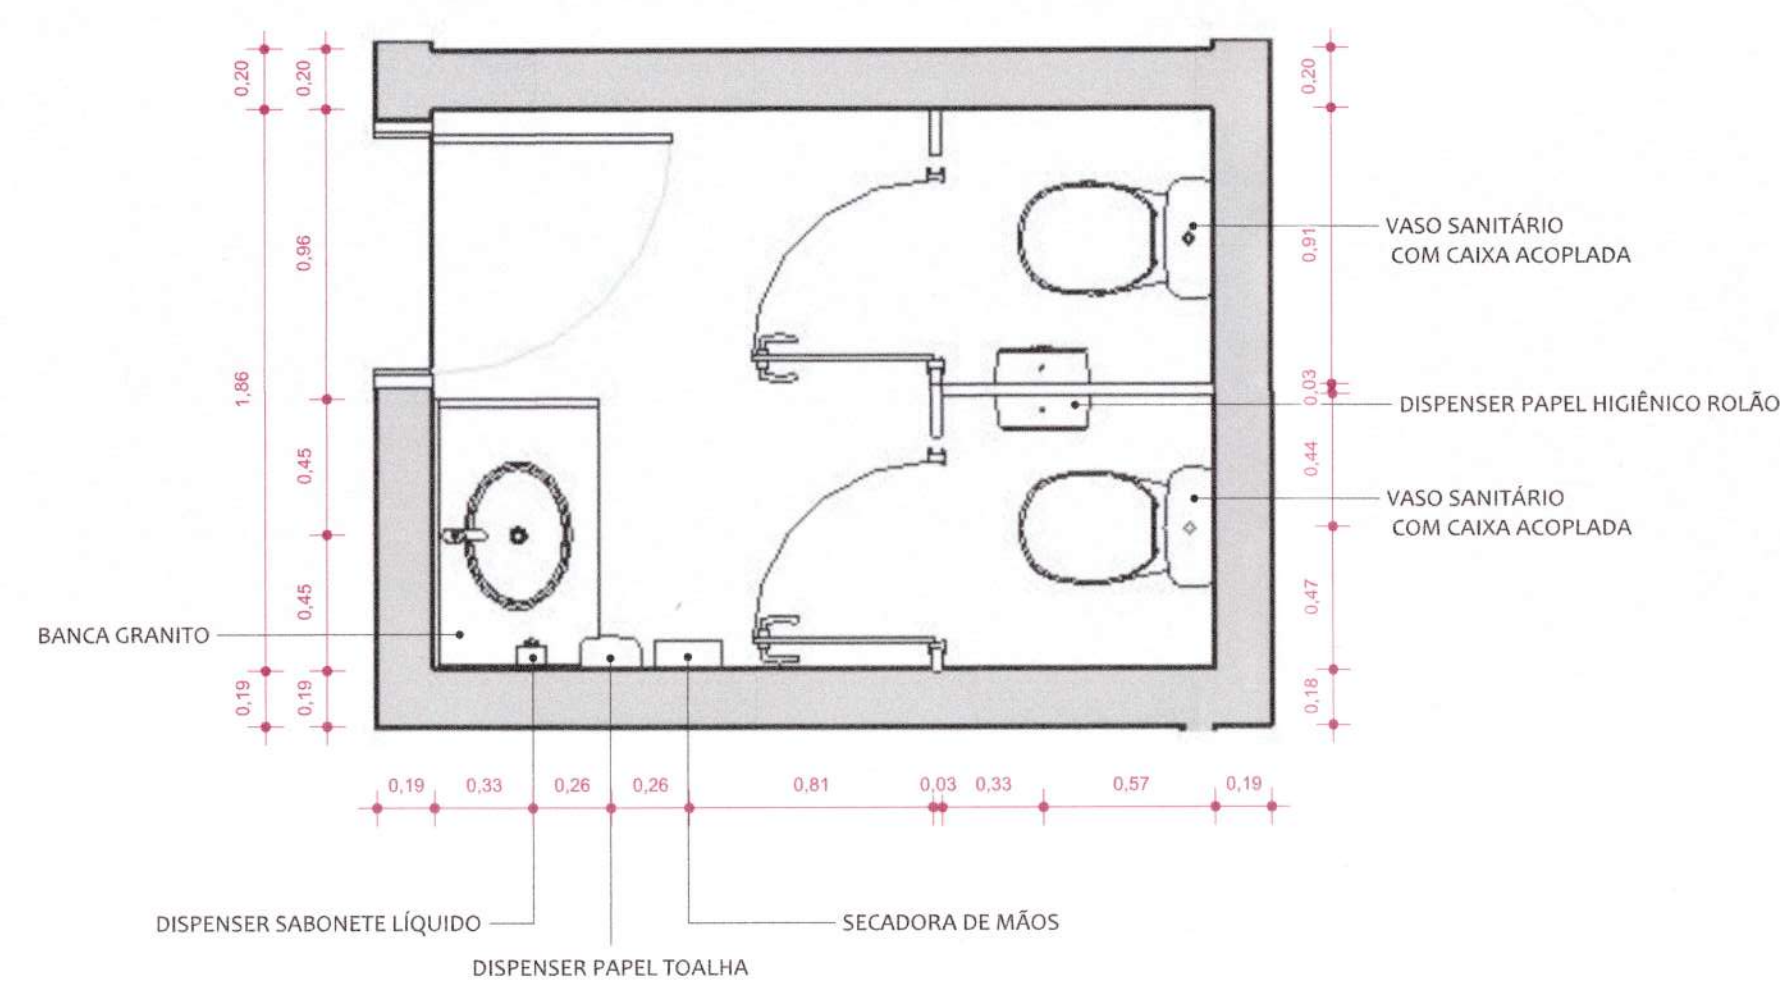 0,20
0,20
0,20
0,96
0,91
1,86
0,45
0,45
0,19
0,19
0,03
0,44
0,47
0,18
VASO SANITÁRIO
COM CAIXA ACOPLADA
DISPENSER PAPEL HIGIÊNICO ROLÃO
VASO SANITÁRIO
COM CAIXA ACOPLADA
BANCA GRANITO
0,19 0,33 0,26 0,26 0,81 0,03 0,33 0,57 0,19
DISPENSER SABONETE LÍQUIDO
SECADORA DE MÃOS
DISPENSER PAPEL TOALHA